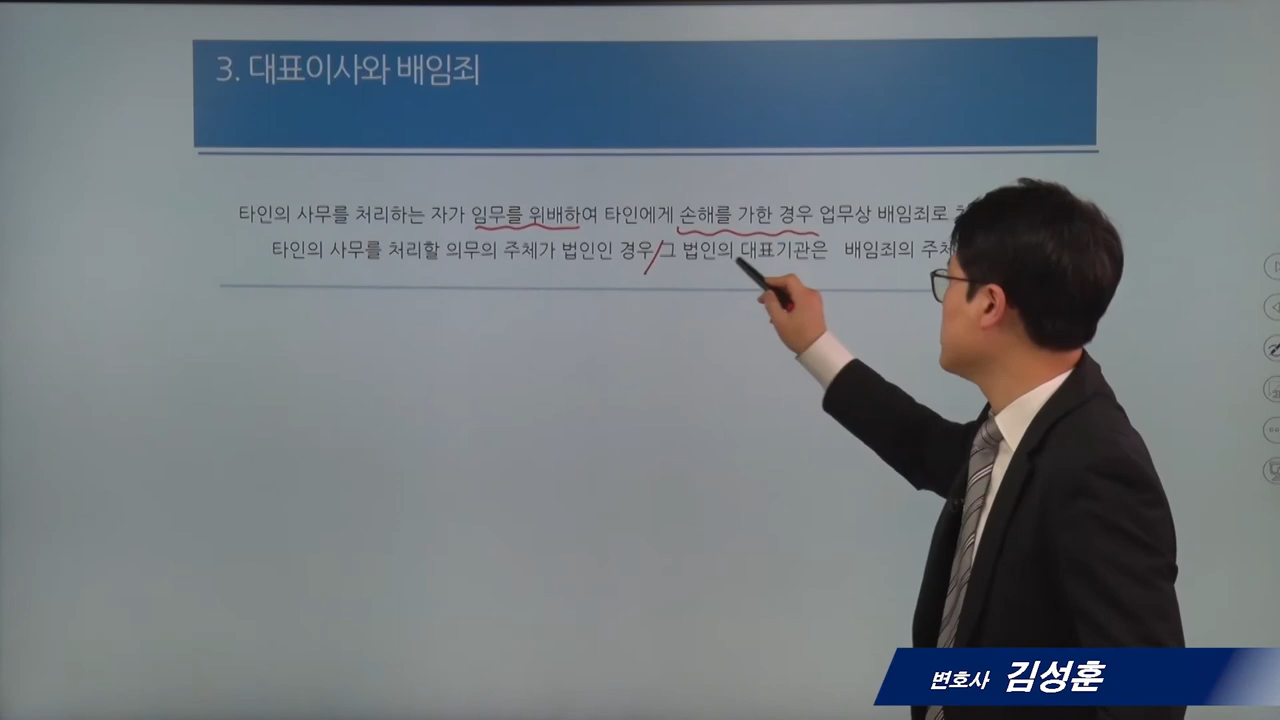 3. 대표이사와 배임죄
타인의 사무를 처리하는 자가 임무를 위배하여 타인에게 손해를 가한 경우 업무상 배임죄로
타인의 사무를 처리할 의무의 주체가 법인인 경우 그 법인의 대표기관은 배임죄의
변호사 김성훈